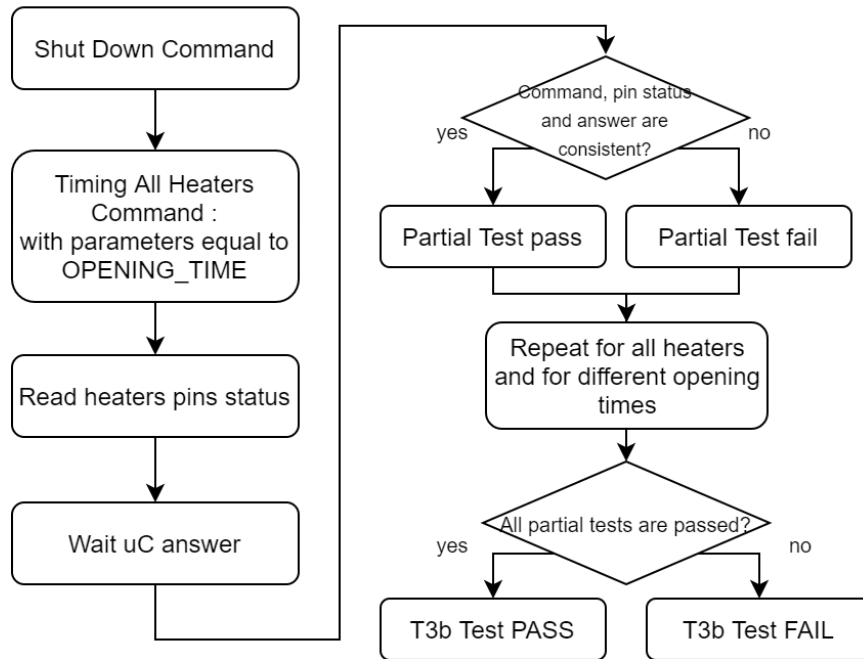 Shut Down Command
Timing All Heaters
Command :
with parameters equal to
OPENING_TIME
Read heaters pins status
Wait uC answer
Command, pin status
and answer are
consistent?
yes
no
Partial Test pass
Partial Test fail
Repeat for all heaters
and for different opening
times
All partial tests are passed?
yes
no
T3b Test PASS
T3b Test FAIL